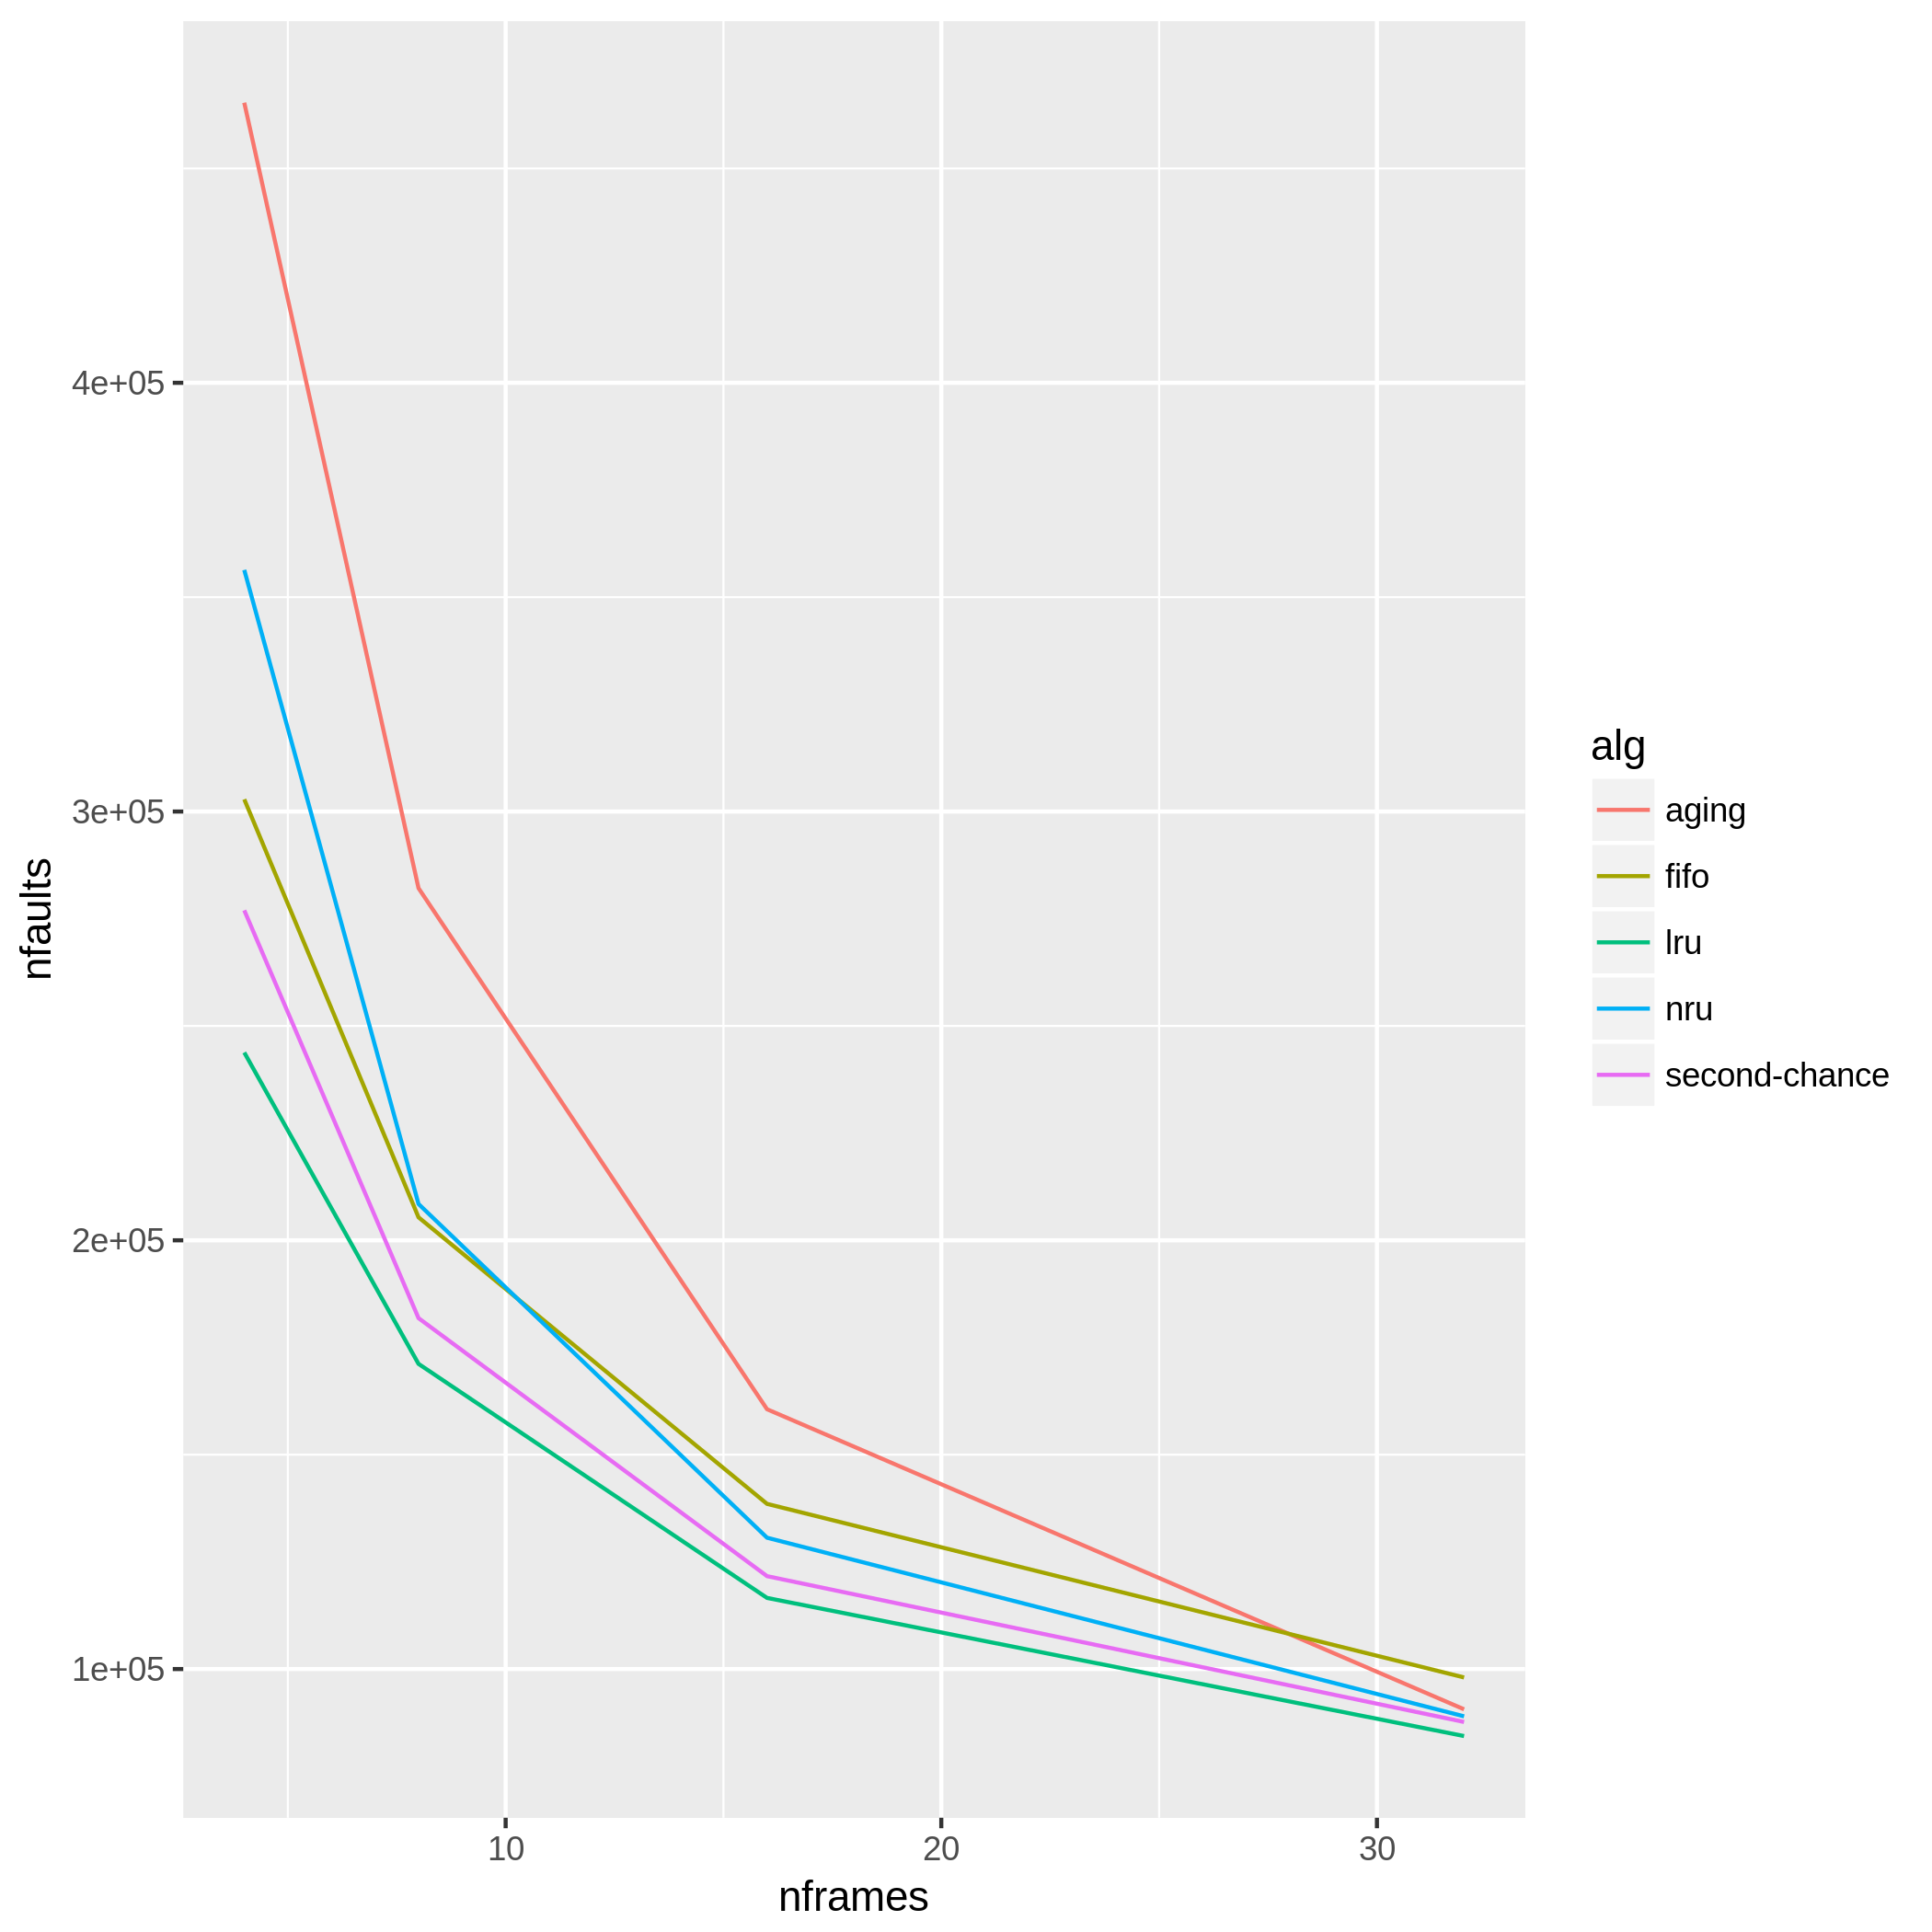 4e+05
3e+05
2e+05
1e+05
nfaults
10
20
30
nframes
alg
aging
fifo
lru
nru
second-chance